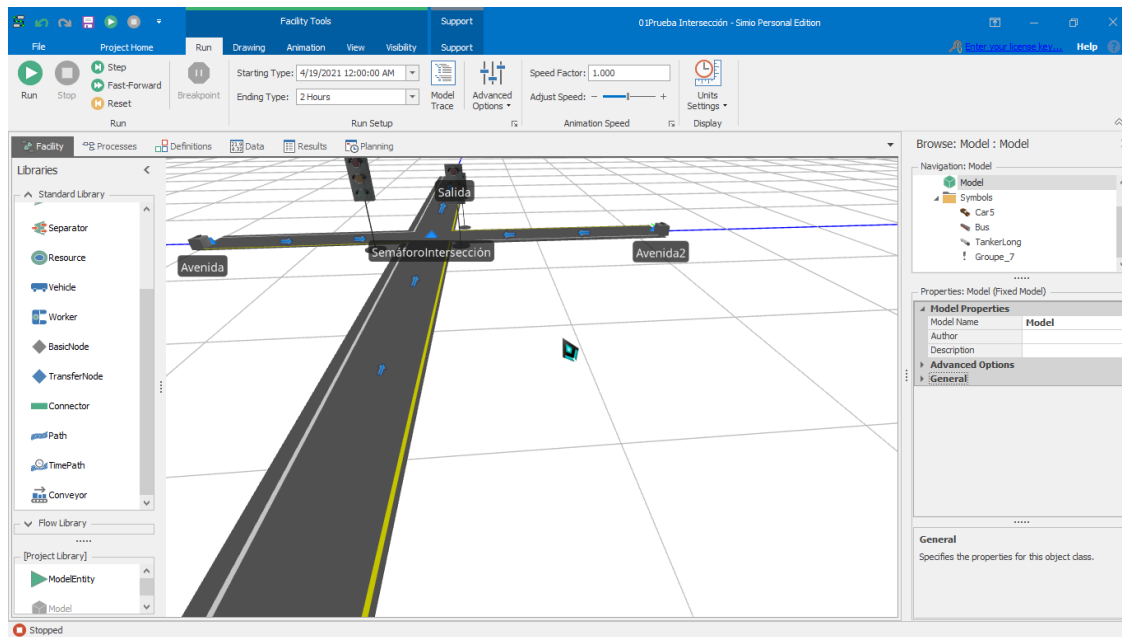 Facility Tools
Support
01Prueba Intersección - Simio Personal Edition
File
Project Home
Run
Drawing
Animation
View
Visibility
Support
Enter your license key...
Help
Run
Stop
Step
Fast-Forward
Reset
Run
Breakpoint
Starting Type: 4/19/2021 12:00:00 AM
Ending Type: 2 Hours
Run Setup
Model Trace
Advanced Options
Speed Factor: 1.000
Adjust Speed:
Animation Speed
Units Settings
Display
Facility
Processes
Definitions
Data
Results
Planning
Libraries
Standard Library
Separator
Resource
Vehicle
Worker
BasicNode
TransferNode
Connector
Path
TimePath
Conveyor
Flow Library
[Project Library]
ModelEntity
Model
Salida
SemáforoIntersección
Avenida
Avenida2
Browse: Model : Model
Navigation: Model
Model
Symbols
Car5
Bus
TankerLong
Groupe_7
Properties: Model (Fixed Model)
Model Properties
Model Name Model
Author
Description
Advanced Options
General
General
Specifies the properties for this object class.
Stopped